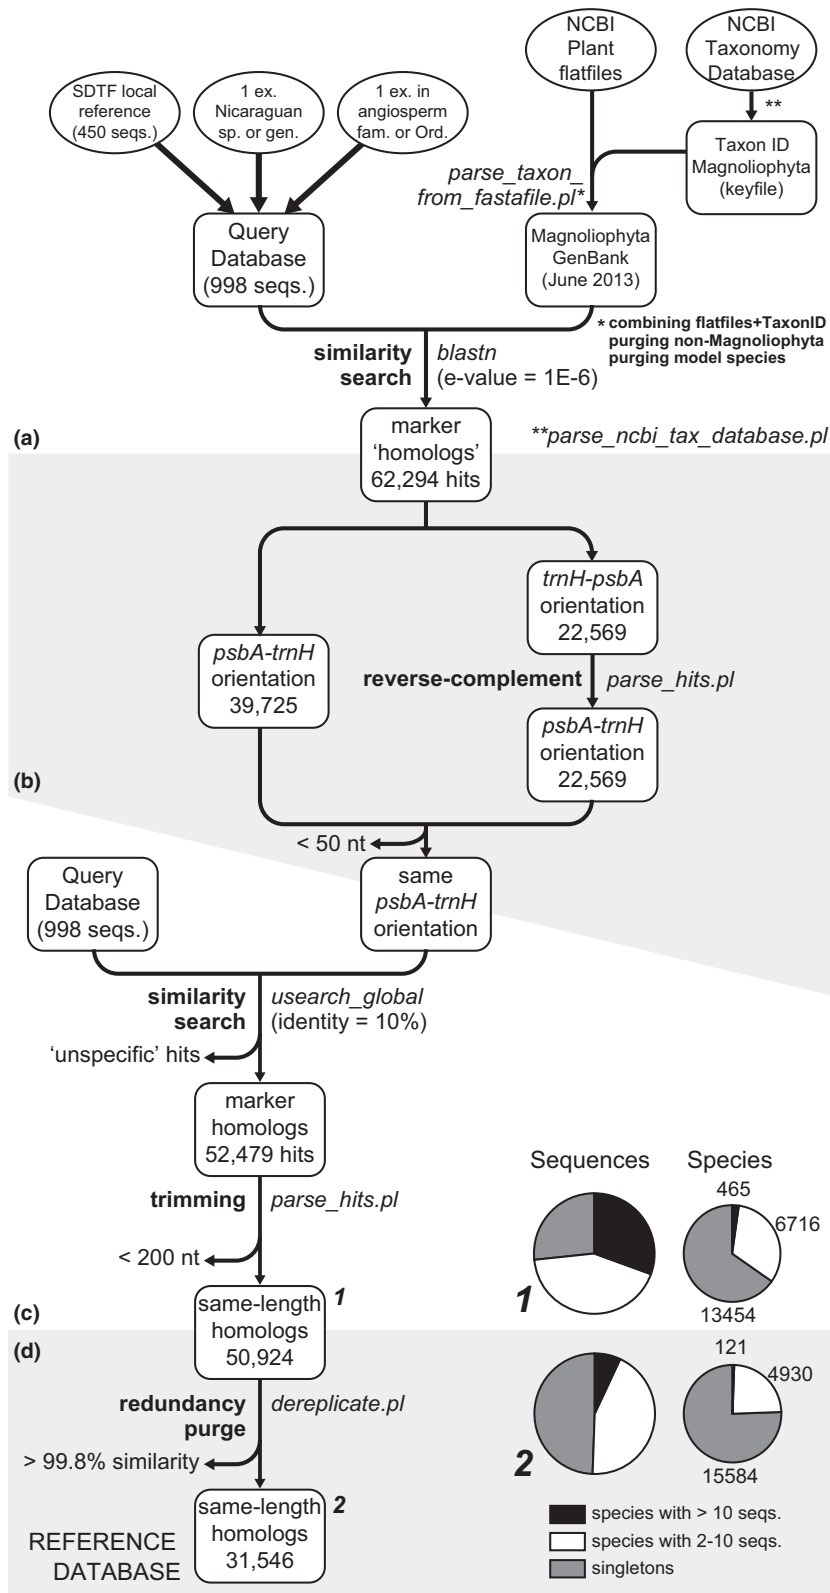 NCBI
Plant
flatfiles
NCBI
Taxonomy
Database
SDTF local
reference
(450 seqs.)
1 ex.
Nicaraguan
sp. or gen.
1 ex. in
angiosperm
fam. or Ord.
**
Taxon ID
Magnoliophyta
(keyfile)
parse_taxon_
from_fastafile.pl*
Query
Database
(998 seqs.)
Magnoliophyta
GenBank
(June 2013)
* combining flatfiles+TaxonID
purging non-Magnoliophyta
purging model species
similarity
search
blastn
(e-value = 1E-6)
(a)
marker
‘homologs’
62,294 hits
**parse_ncbi_tax_database.pl
trnH-psbA
orientation
22,569
psbA-trnH
orientation
39,725
reverse-complement
parse_hits.pl
psbA-trnH
orientation
22,569
(b)
< 50 nt
Query
Database
(998 seqs.)
same
psbA-trnH
orientation
similarity
search
usearch_global
(identity = 10%)
‘unspecific’ hits
marker
homologs
52,479 hits
trimming
parse_hits.pl
< 200 nt
Sequences
Species
465
6716
13454
1
(c)
same-length
homologs
50,924
1
(d)
redundancy
purge
dereplicate.pl
> 99.8% similarity
121
4930
15584
2
same-length
homologs
31,546
2
REFERENCE
DATABASE
species with > 10 seqs.
species with 2-10 seqs.
singletons